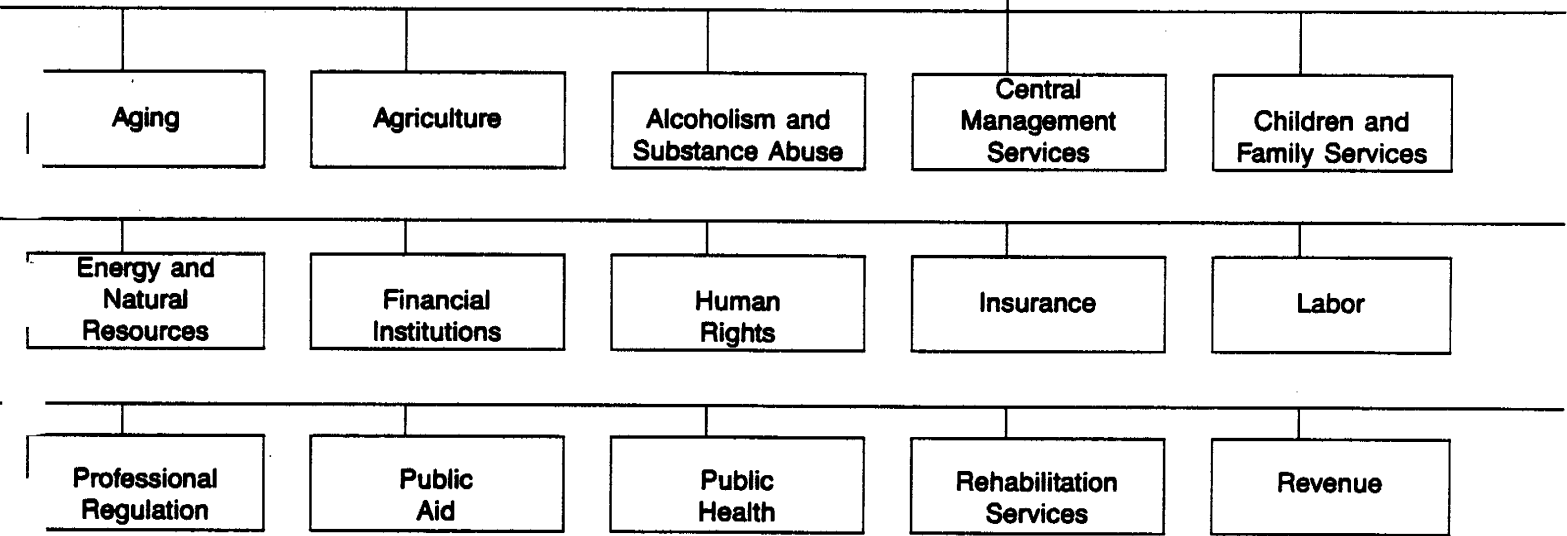 Aging
Agriculture
Alcoholism and
Substance Abuse
Central
Management
Services
Children and
Family Services
Energy and
Natural
Resources
Financial
Institutions
Human
Rights
Insurance
Labor
Professional
Regulation
Public
Aid
Public
Health
Rehabilitation
Services
Revenue